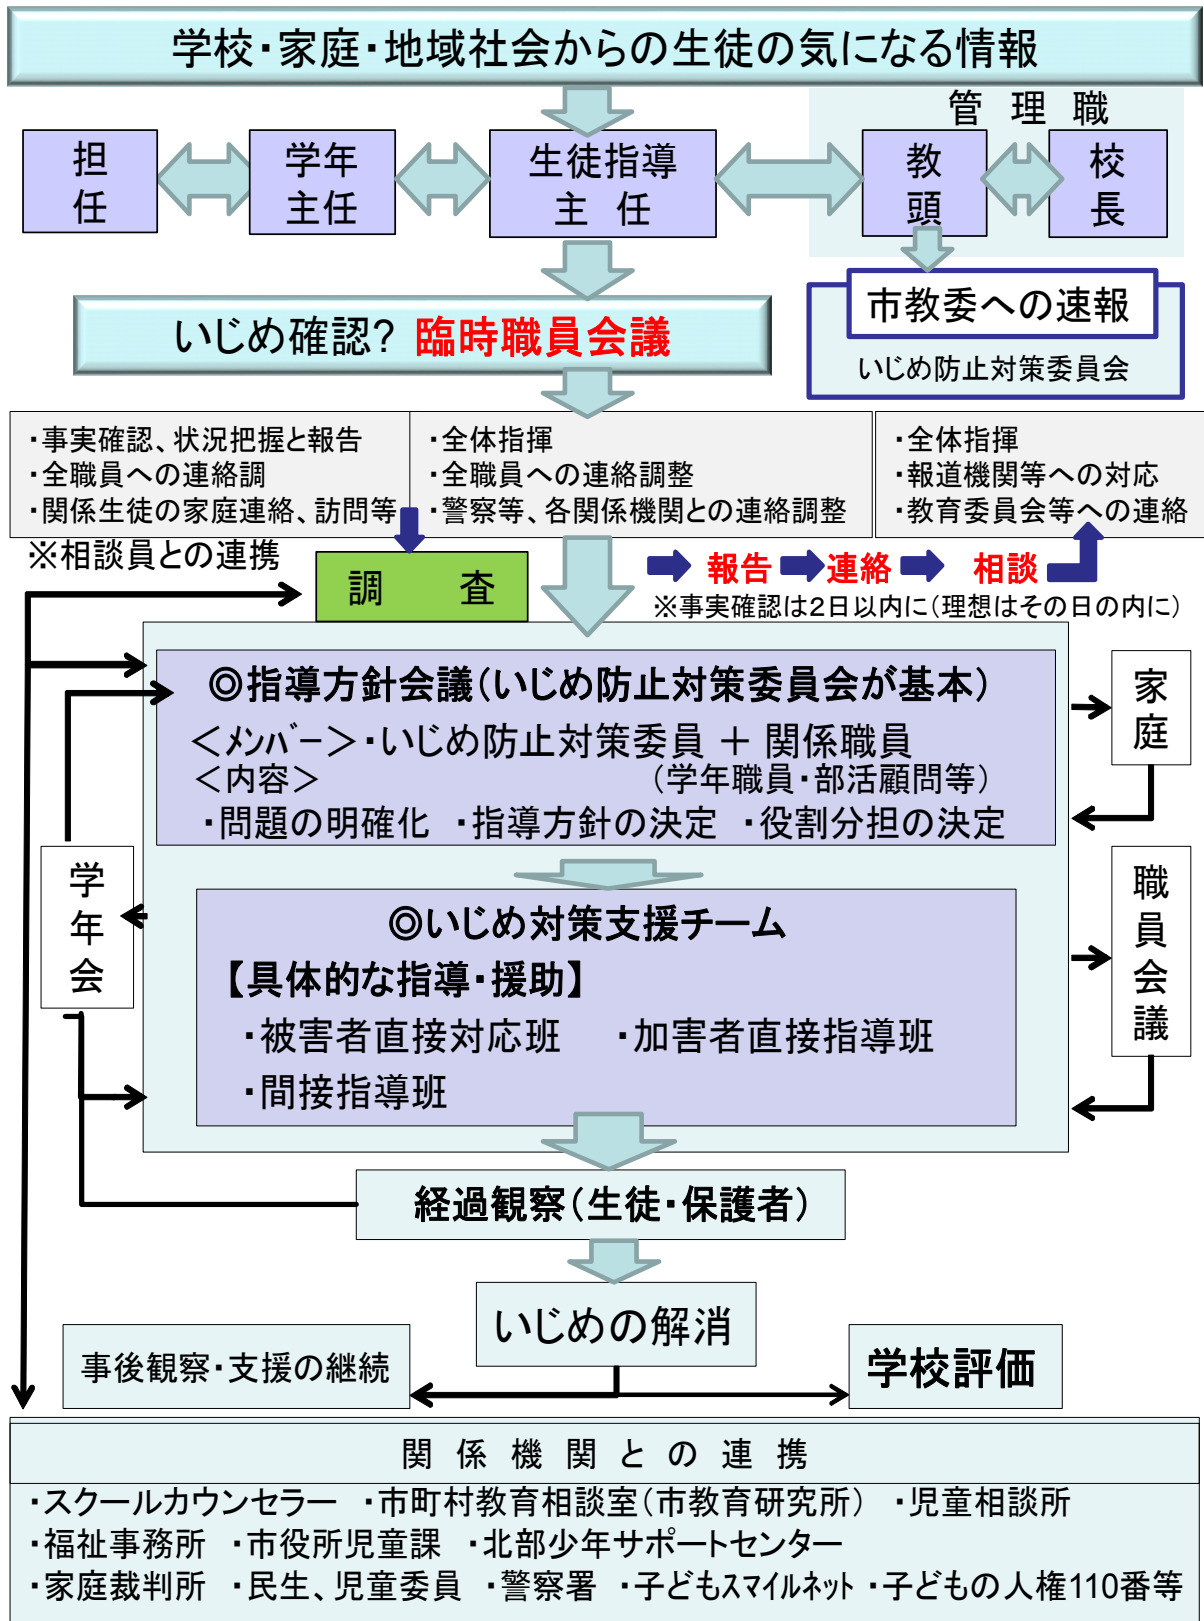 学校・家庭・地域社会からの生徒の気になる情報
管 理 職
担
任
学年
主任
生徒指導
主 任
教
頭
校
長
市教委への速報
いじめ防止対策委員会
いじめ確認? 臨時職員会議
・事実確認、状況把握と報告
・全職員への連絡調
・関係生徒の家庭連絡、訪問等
・全体指揮
・全職員への連絡調整
・警察等、各関係機関との連絡調整
・全体指揮
・報道機関等への対応
・教育委員会等への連絡
※相談員との連携
調 査
報告 連絡 相談
※事実確認は2日以内に(理想はその日の内に)
◎指導方針会議(いじめ防止対策委員会が基本)
<メンバー>・いじめ防止対策委員 + 関係職員
<内容> (学年職員・部活顧問等)
・問題の明確化 ・指導方針の決定 ・役割分担の決定
家
庭
学
年
会
◎いじめ対策支援チーム
【具体的な指導・援助】
・被害者直接対応班 ・加害者直接指導班
・間接指導班
職
員
会
議
経過観察(生徒・保護者)
いじめの解消
事後観察・支援の継続
学校評価
関 係 機 関 と の 連 携
・スクールカウンセラー ・市町村教育相談室(市教育研究所) ・児童相談所
・福祉事務所 ・市役所児童課 ・北部少年サポートセンター
・家庭裁判所 ・民生、児童委員 ・警察署 ・子どもスマイルネット ・子どもの人権110番等